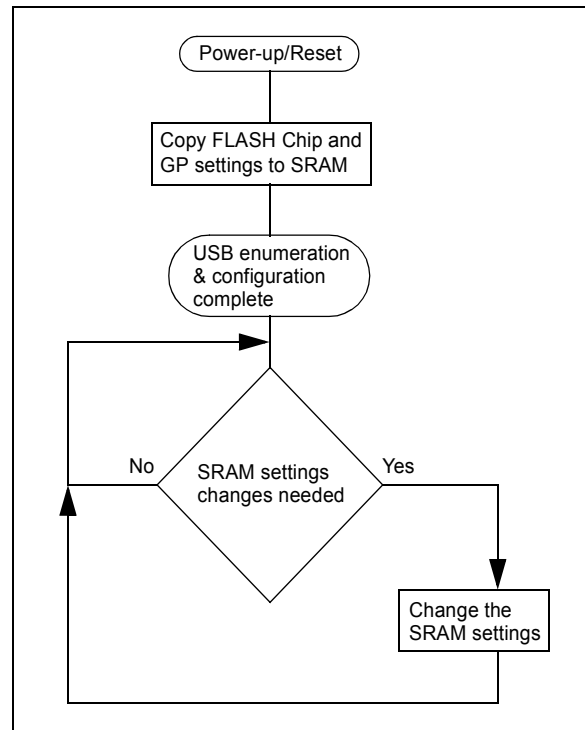 Power-up/Reset
Copy FLASH Chip and
GP settings to SRAM
USB enumeration
& configuration
complete
No
SRAM settings
changes needed
Yes
Change the
SRAM settings